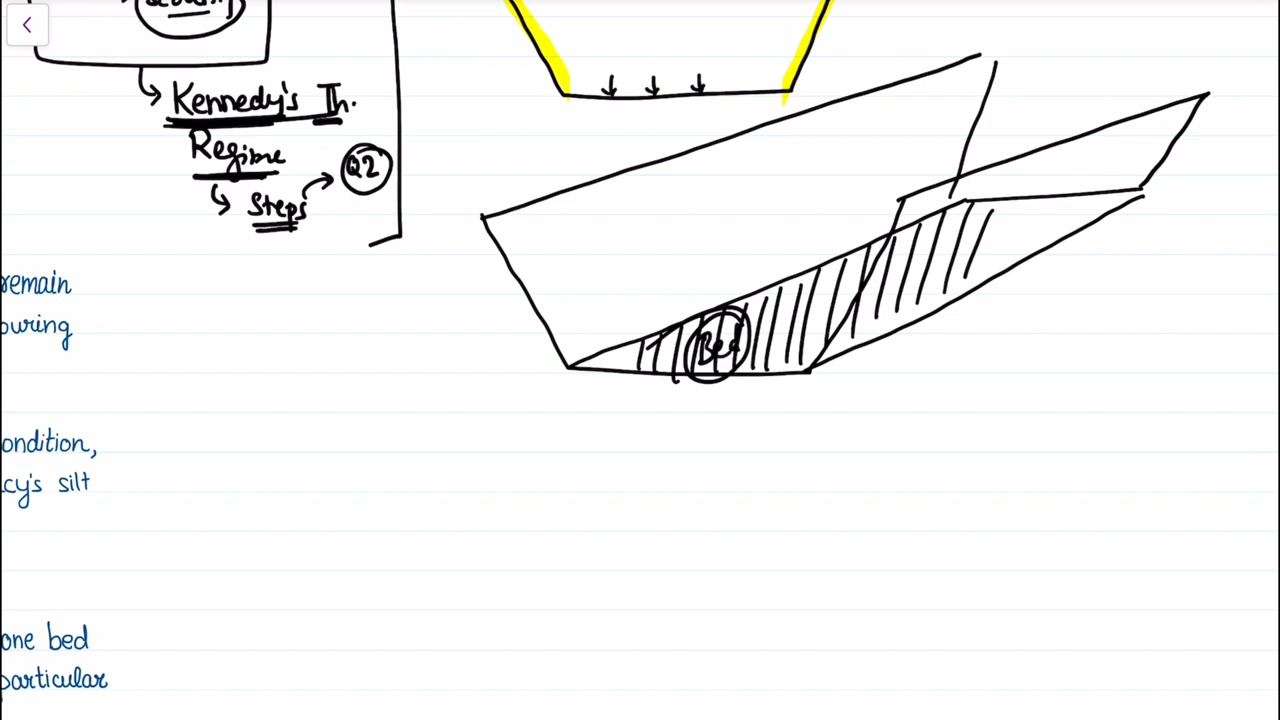 Kennedy's Th.
Regime
Steps
Q2
remain
ouring
Bed
ondition,
cy's silt
one bed
particular